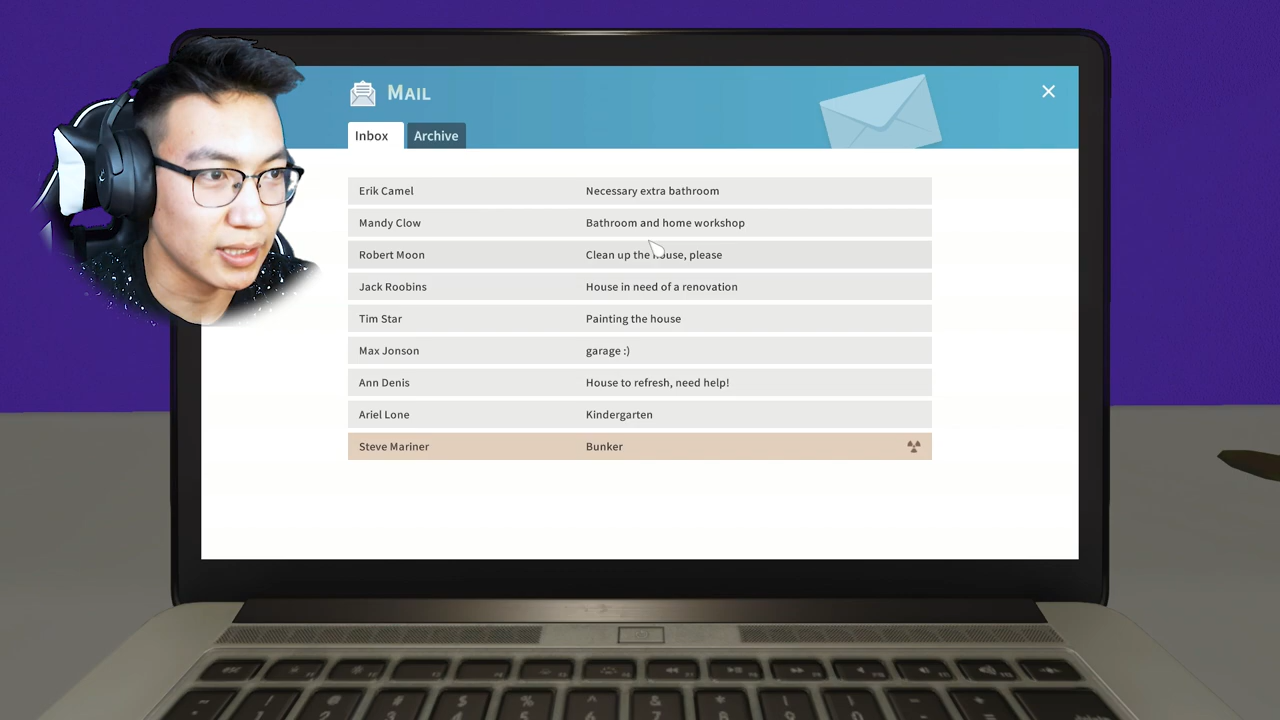 Mail
Inbox Archive
Erik Camel Necessary extra bathroom
Mandy Clow Bathroom and home workshop
Robert Moon Clean up the house, please
Jack Roobins House in need of a renovation
Tim Star Painting the house
Max Jonson garage :)
Ann Denis House to refresh, need help!
Ariel Lone Kindergarten
Steve Mariner Bunker